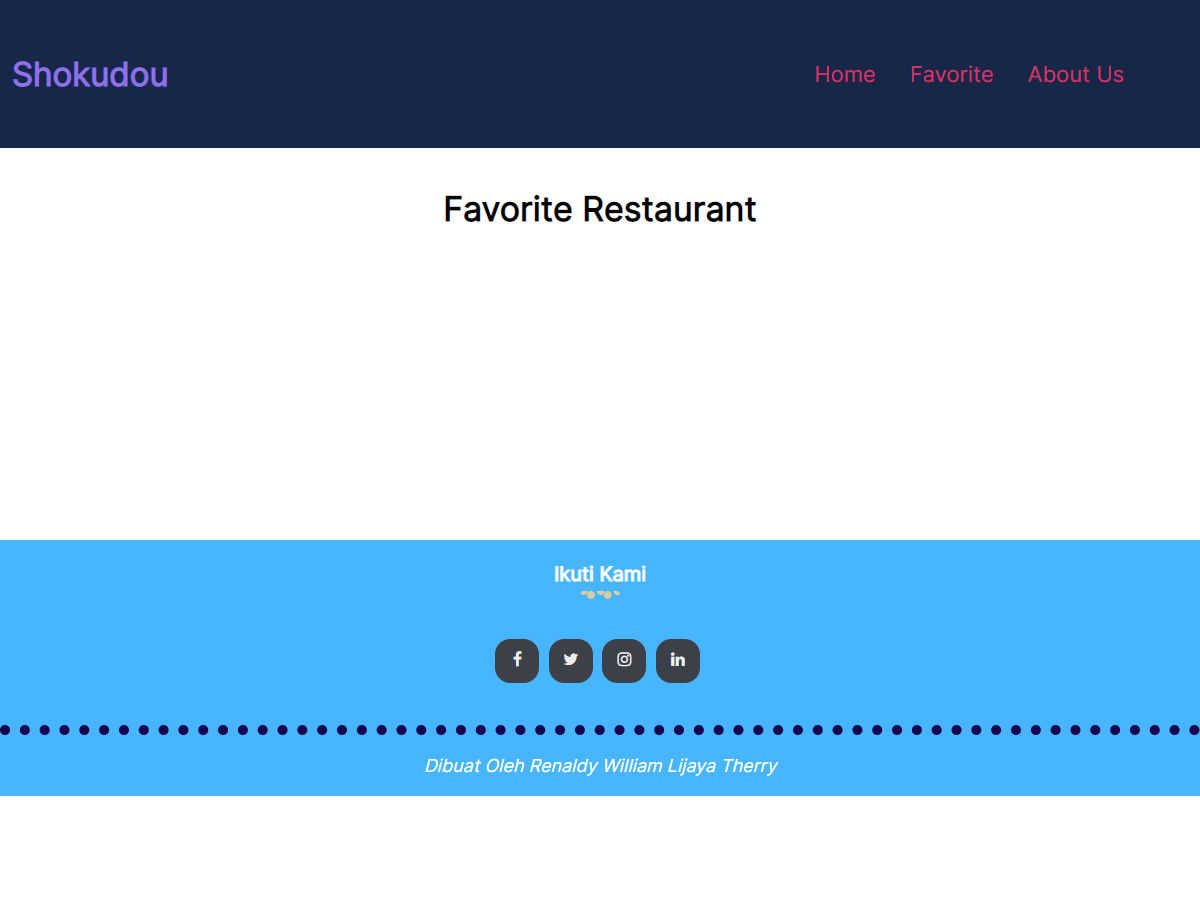 Shokudou
Home Favorite About Us
Favorite Restaurant
Ikuti Kami
Dibuat Oleh Renaldy William Lijaya Therry